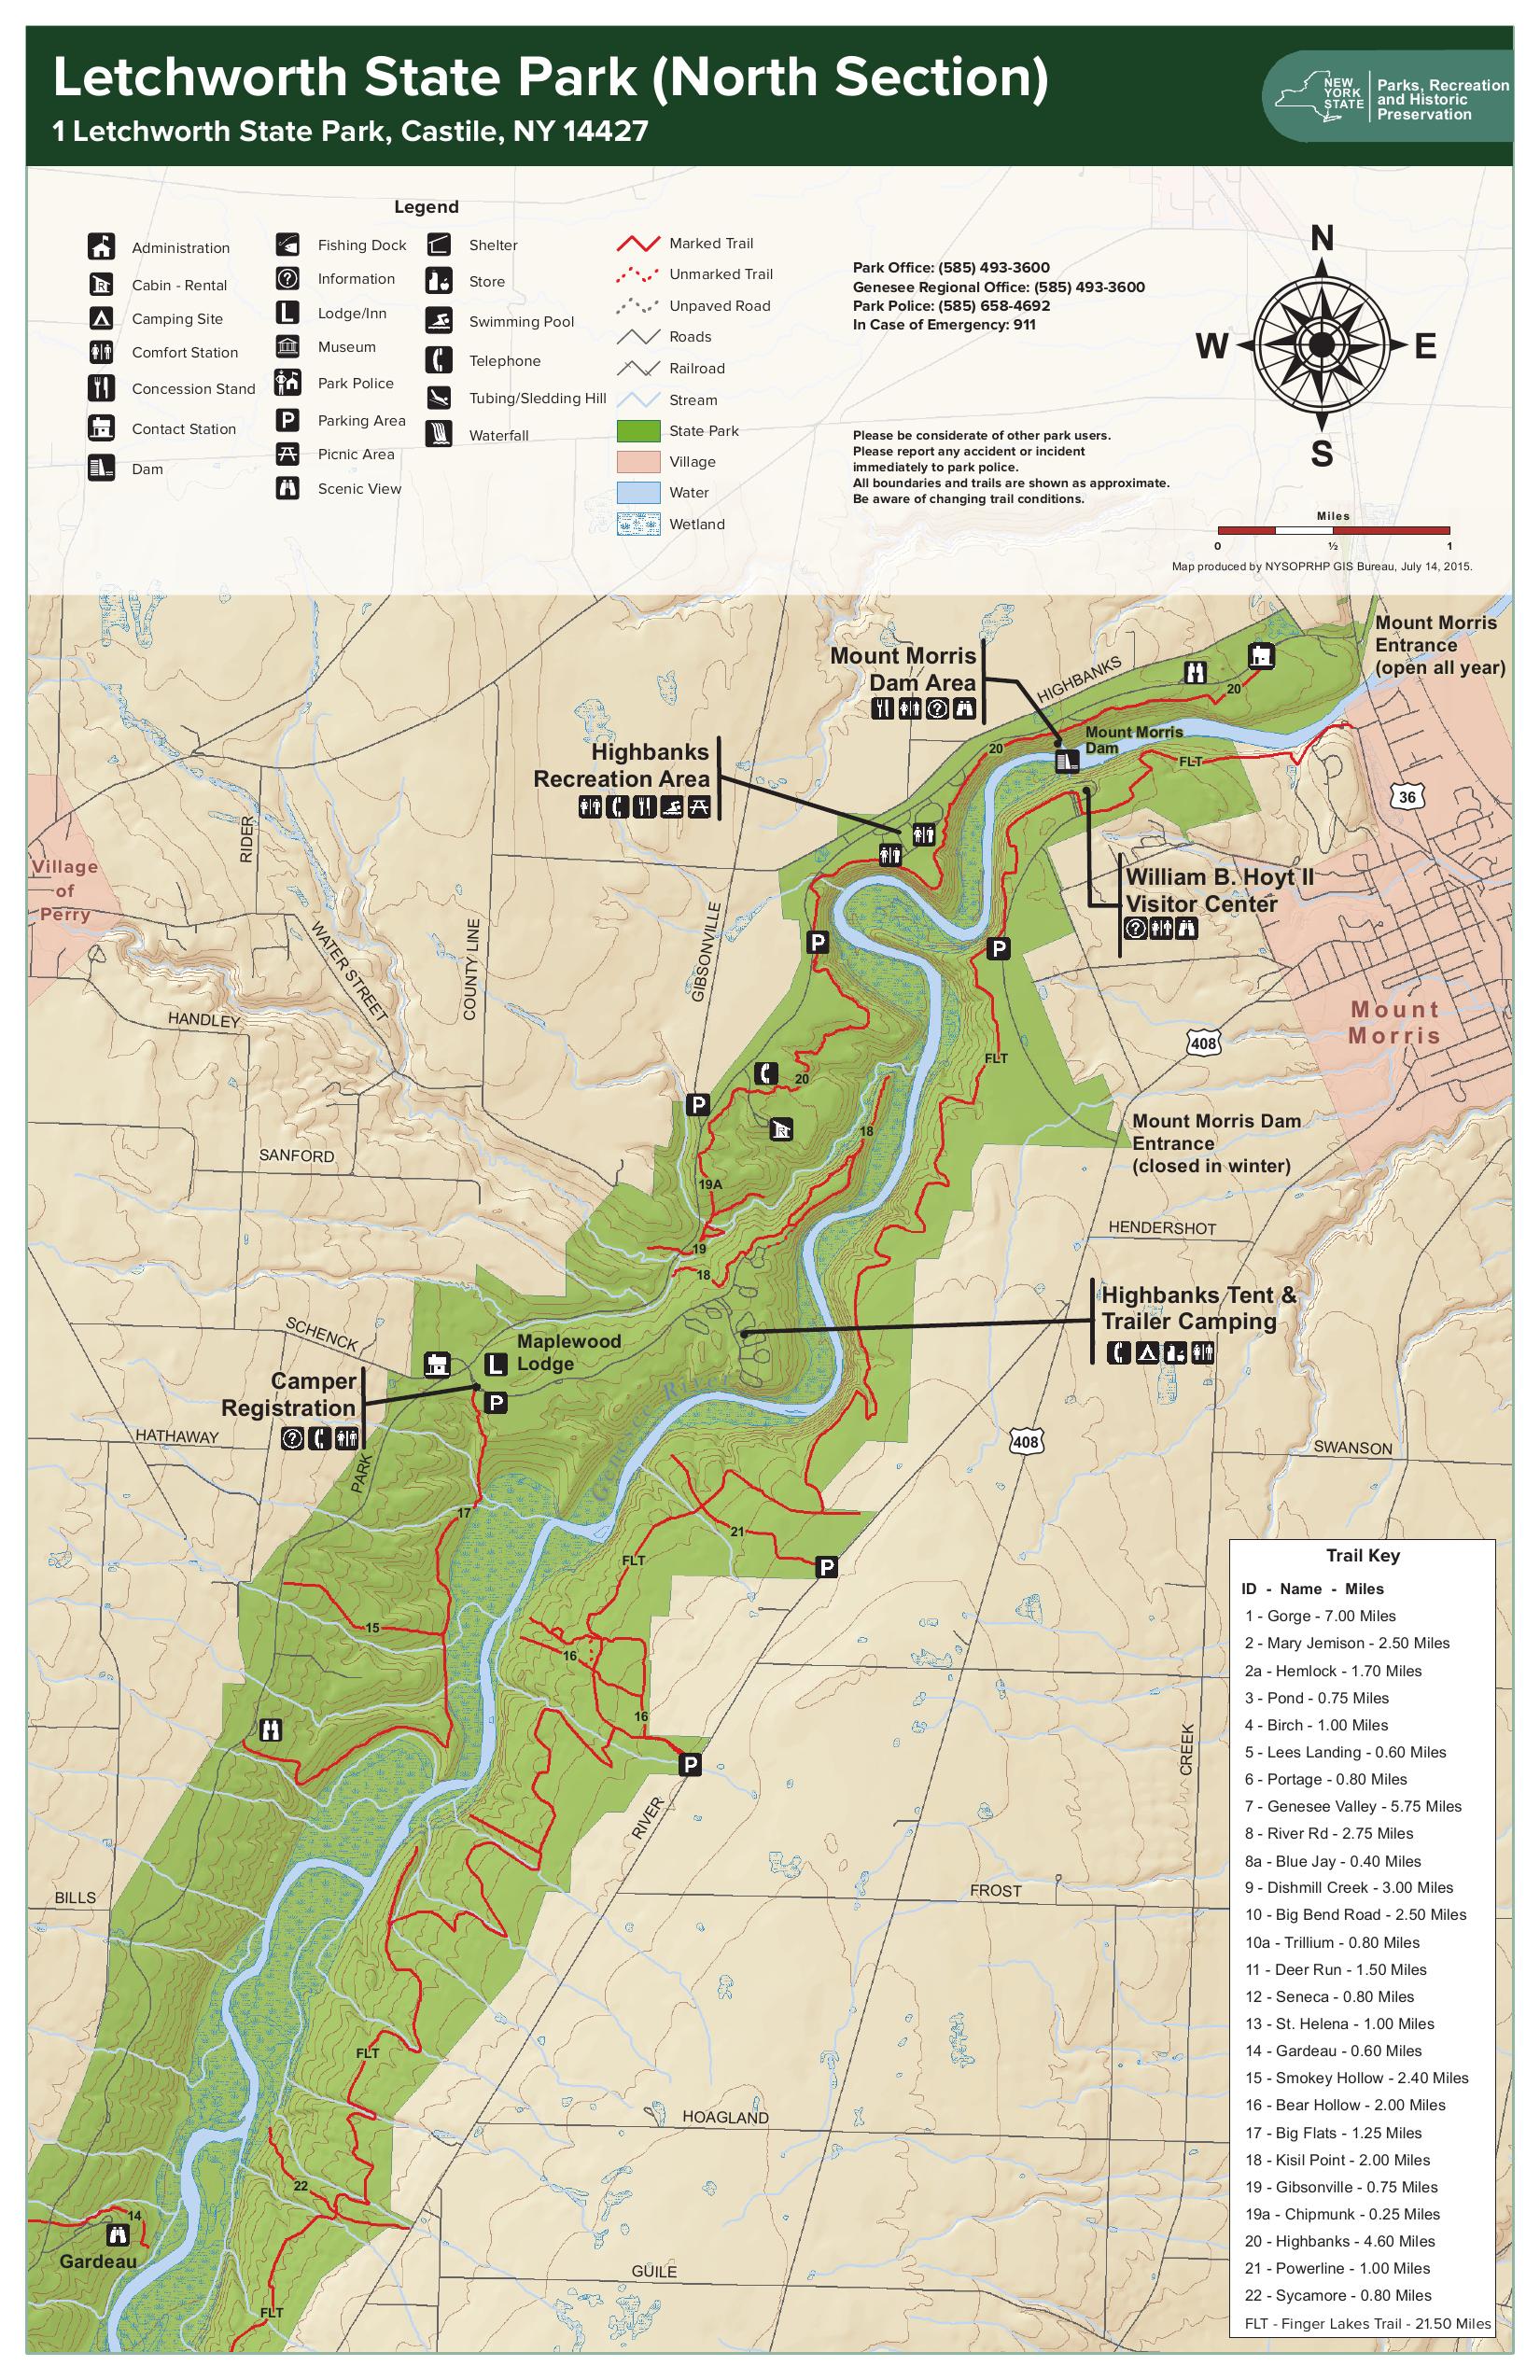 Letchworth State Park (North Section)
1 Letchworth State Park, Castile, NY 14427
NEW
YORK
STATE
Parks, Recreation
and Historic
Preservation
Legend
Administration
Cabin - Rental
Camping Site
Comfort Station
Concession Stand
Contact Station
Dam
Fishing Dock
Information
Lodge/Inn
Museum
Park Police
Parking Area
Picnic Area
Scenic View
Shelter
Store
Swimming Pool
Telephone
Tubing/Sledding Hill
Waterfall
Marked Trail
Unmarked Trail
Unpaved Road
Roads
Railroad
Stream
State Park
Village
Water
Wetland
Park Office: (585) 493-3600
Genesee Regional Office: (585) 493-3600
Park Police: (585) 658-4692
In Case of Emergency: 911
Please be considerate of other park users.
Please report any accident or incident
immediately to park police.
All boundaries and trails are shown as approximate.
Be aware of changing trail conditions.
N
W
E
S
Miles
0 ½ 1
Map produced by NYSOPRHP GIS Bureau, July 14, 2015.
Mount Morris
Entrance
(open all year)
Mount Morris
Dam Area
HIGHBANKS
20
Mount Morris
Dam
20
FLT
36
Highbanks
Recreation Area
RIDER
Village
of
Perry
William B. Hoyt II
Visitor Center
WATER STREET
COUNTY LINE
GIBSONVILLE
P
P
HANDLEY
Mount
Morris
408
FLT
20
P
R
18
Mount Morris Dam
Entrance
(closed in winter)
SANFORD
19A
HENDERSHOT
19
18
Highbanks Tent &
Trailer Camping
SCHENCK
Maplewood
Lodge
L
P
Camper
Registration
Genesee River
HATHAWAY
PARK
408
SWANSON
17
21
FLT
P
15
16
16
P
CREEK
RIVER
BILLS
FROST
FLT
HOAGLAND
22
14
Gardeau
GUILE
FLT
Trail Key
ID - Name - Miles
1 - Gorge - 7.00 Miles
2 - Mary Jemison - 2.50 Miles
2a - Hemlock - 1.70 Miles
3 - Pond - 0.75 Miles
4 - Birch - 1.00 Miles
5 - Lees Landing - 0.60 Miles
6 - Portage - 0.80 Miles
7 - Genesee Valley - 5.75 Miles
8 - River Rd - 2.75 Miles
8a - Blue Jay - 0.40 Miles
9 - Dishmill Creek - 3.00 Miles
10 - Big Bend Road - 2.50 Miles
10a - Trillium - 0.80 Miles
11 - Deer Run - 1.50 Miles
12 - Seneca - 0.80 Miles
13 - St. Helena - 1.00 Miles
14 - Gardeau - 0.60 Miles
15 - Smokey Hollow - 2.40 Miles
16 - Bear Hollow - 2.00 Miles
17 - Big Flats - 1.25 Miles
18 - Kisil Point - 2.00 Miles
19 - Gibsonville - 0.75 Miles
19a - Chipmunk - 0.25 Miles
20 - Highbanks - 4.60 Miles
21 - Powerline - 1.00 Miles
22 - Sycamore - 0.80 Miles
FLT - Finger Lakes Trail - 21.50 Miles